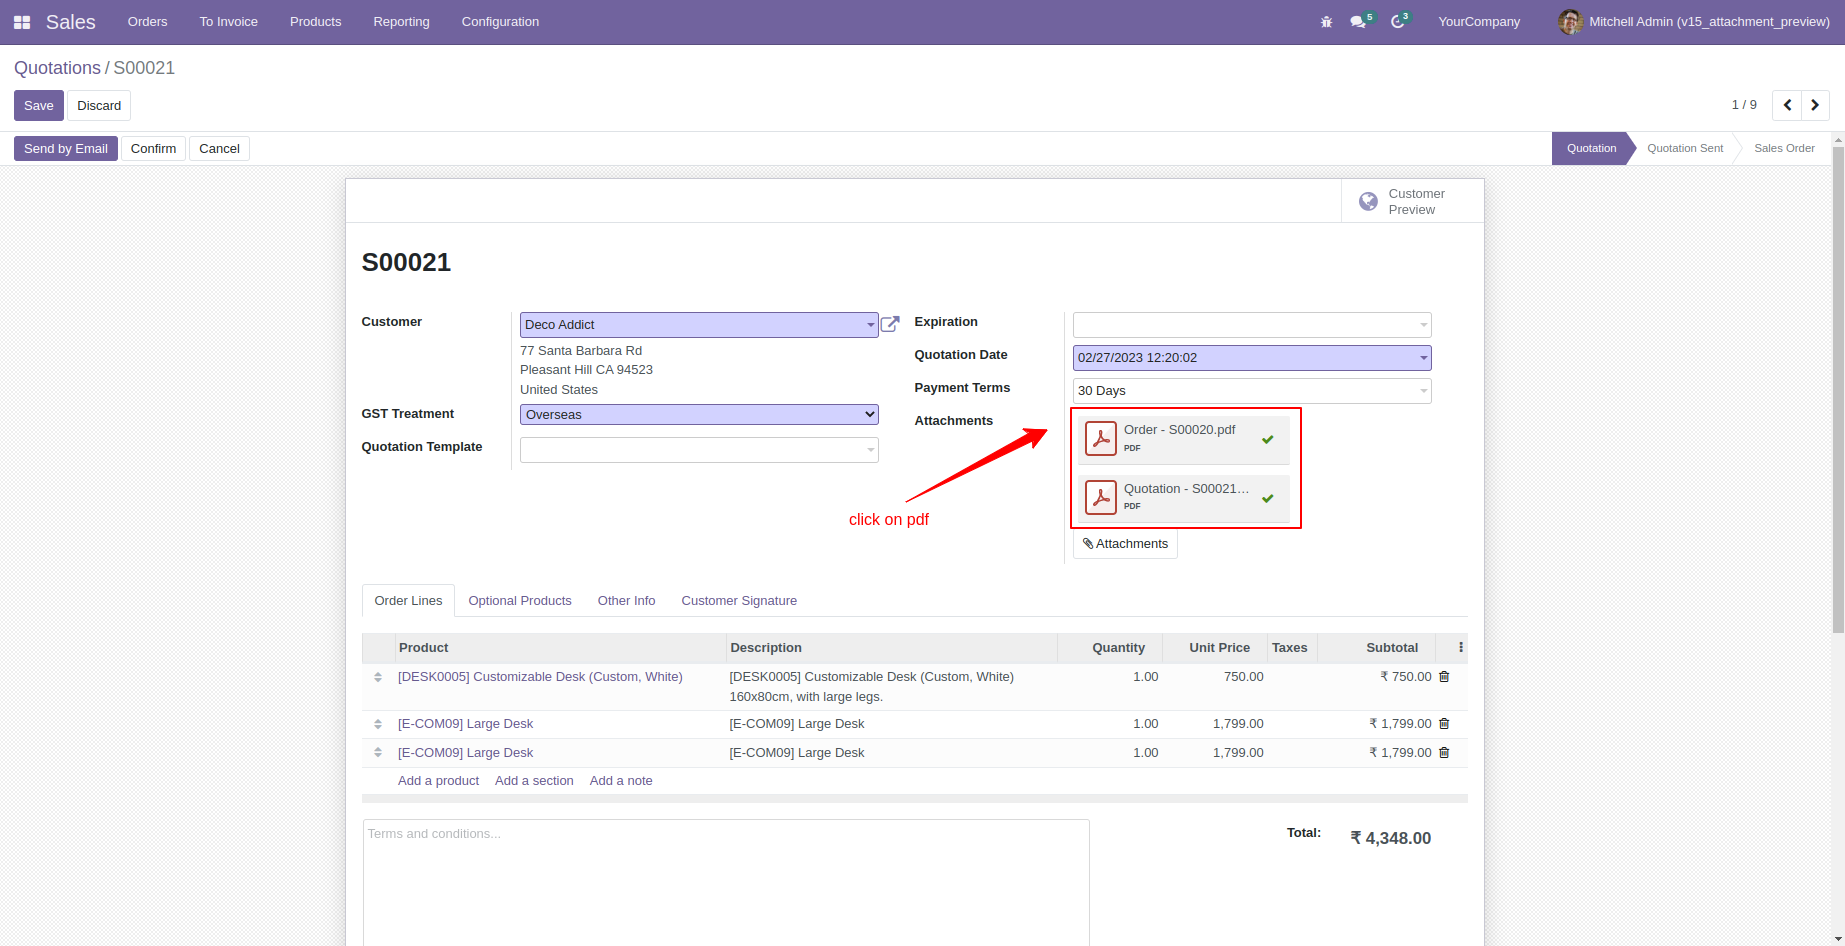 Sales Orders To Invoice Products Reporting Configuration 5 3 YourCompany Mitchell Admin (v15_attachment_preview)
Quotations / S00021
Save Discard 1 / 9
Send by Email Confirm Cancel Quotation Quotation Sent Sales Order
Customer
Preview
S00021
Customer Deco Addict
77 Santa Barbara Rd
Pleasant Hill CA 94523
United States
GST Treatment Overseas
Quotation Template
Expiration
Quotation Date 02/27/2023 12:20:02
Payment Terms 30 Days
Attachments
Order - S00020.pdf
PDF
Quotation - S00021...
PDF
Attachments
click on pdf
Order Lines Optional Products Other Info Customer Signature
Product Description Quantity Unit Price Taxes Subtotal
[DESK0005] Customizable Desk (Custom, White) [DESK0005] Customizable Desk (Custom, White) 1.00 750.00 ₹ 750.00
160x80cm, with large legs.
[E-COM09] Large Desk [E-COM09] Large Desk 1.00 1,799.00 ₹ 1,799.00
[E-COM09] Large Desk [E-COM09] Large Desk 1.00 1,799.00 ₹ 1,799.00
Add a product Add a section Add a note
Terms and conditions...
Total: ₹ 4,348.00